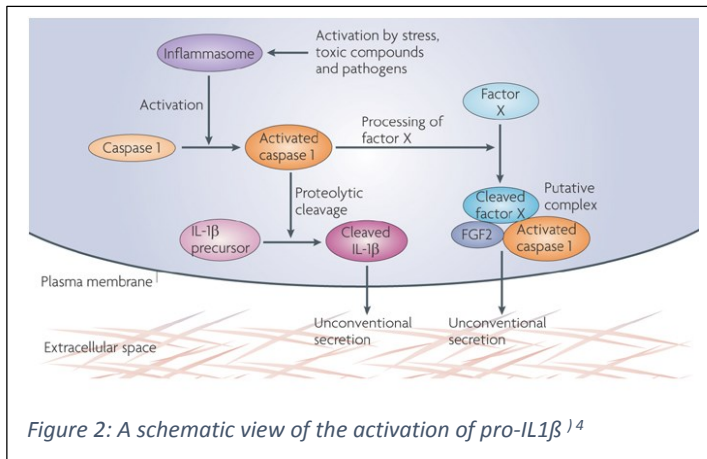 Inflammasome
Activation by stress,
toxic compounds
and pathogens
Activation
Factor
X
Processing of
factor X
Caspase 1
Activated
caspase 1
Proteolytic
cleavage
Cleaved
factor X
Putative
complex
FGF2
Activated
caspase 1
IL-1β
precursor
Cleaved
IL-1β
Plasma membrane
Unconventional
secretion
Unconventional
secretion
Extracellular space
Figure 2: A schematic view of the activation of pro-IL1β ) 4